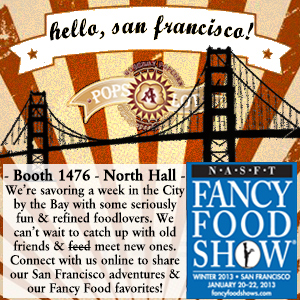 hello, san francisco!
POPS
A
- Booth 1476 - North Hall -
We're savoring a week in the City
by the Bay with some seriously
fun & refined foodlovers. We
can't wait to catch up with old
friends & feed meet new ones.
Connect with us online to share
our San Francisco adventures &
our Fancy Food favorites!
N•A•S•F•T
FANCY
FOOD
SHOW
WINTER 2013 • SAN FRANCISCO
JANUARY 20-22, 2013
fancyfoodshows.com